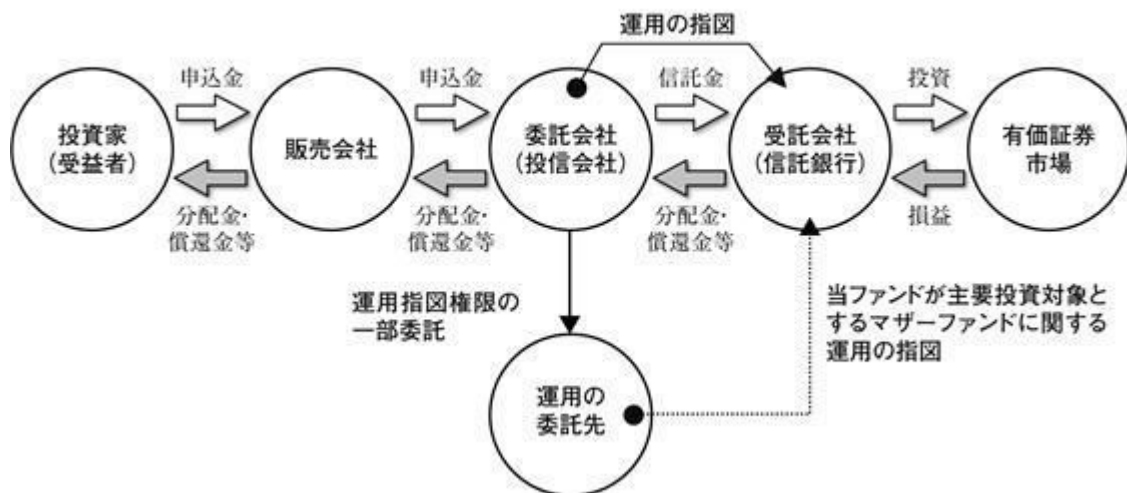 運用の指図
申込金
申込金
信託金
投資
投資家
(受益者)
販売会社
委託会社
(投信会社)
受託会社
(信託銀行)
有価証券
市場
分配金・
償還金等
分配金・
償還金等
分配金・
償還金等
損益
運用指図権限の
一部委託
当ファンドが主要投資対象と
するマザーファンドに関する
運用の指図
運用の
委託先